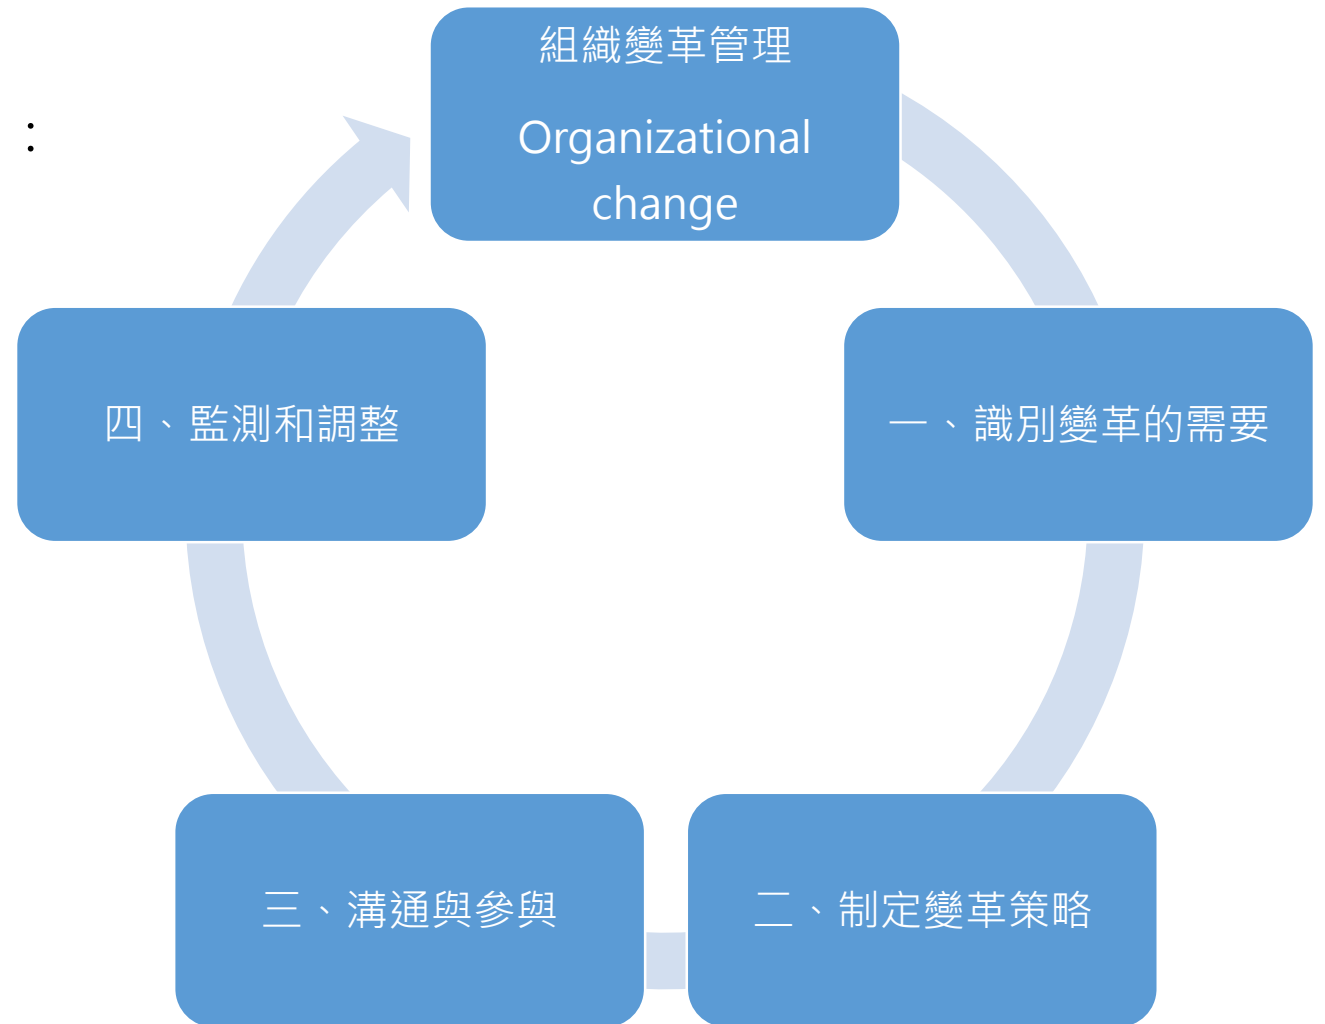 組織變革管理
Organizational
change
：
一、識別變革的需要
二、制定變革策略
三、溝通與參與
四、監測和調整